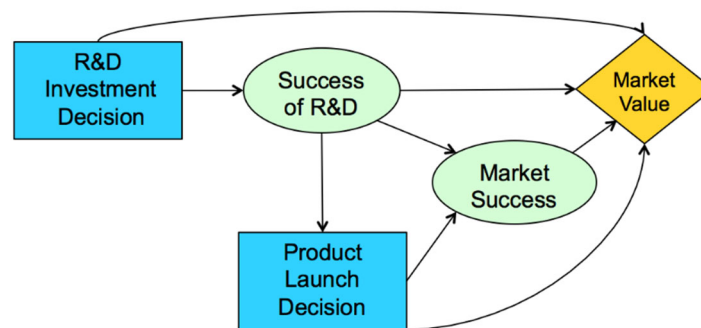 R&D
Investment
Decision
Success
of R&D
Market
Value
Market
Success
Product
Launch
Decision